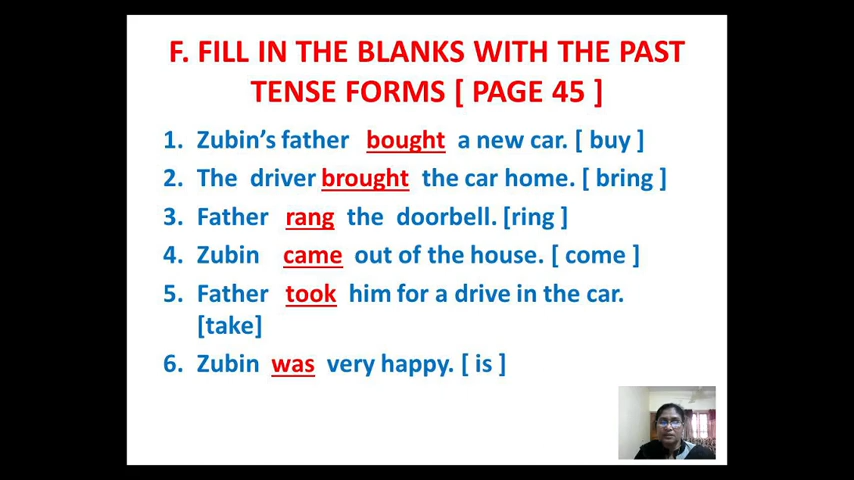 F. FILL IN THE BLANKS WITH THE PAST
TENSE FORMS [ PAGE 45 ]
1. Zubin's father bought a new car. [ buy ]
2. The driver brought the car home. [ bring ]
3. Father rang the doorbell. [ring ]
4. Zubin came out of the house. [ come ]
5. Father took him for a drive in the car.
[take]
6. Zubin was very happy. [ is ]